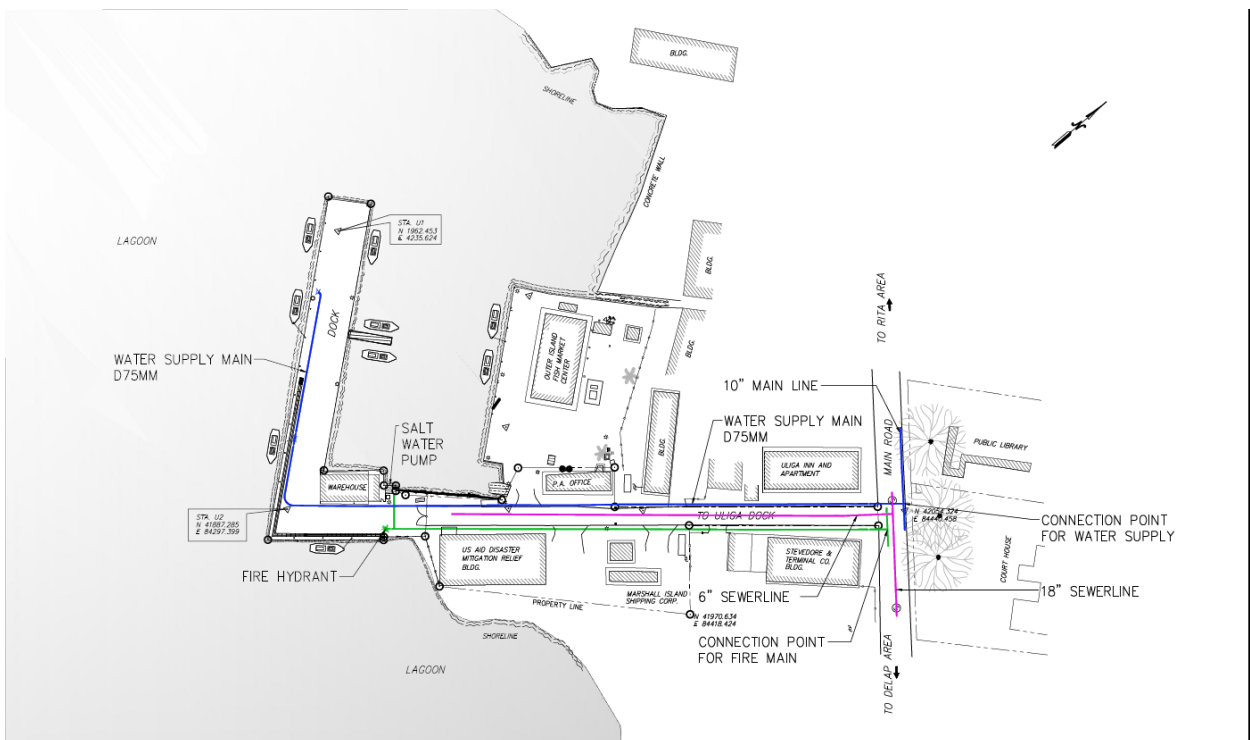 BLDG.
SHORELINE
N
CONCRETE WALL
STA. U1
N 1962.453
E 4235.624
LAGOON
BLDG.
TO RITA AREA
DOCK
OUTER ISLAND
FISH MARKET
CENTER
BLDG.
WATER SUPPLY MAIN
D75MM
10" MAIN LINE
SALT
WATER
PUMP
WATER SUPPLY MAIN
D75MM
BLDG.
MAIN ROAD
PUBLIC LIBRARY
ULIGA INN AND
APARTMENT
WAREHOUSE
P.A. OFFICE
STA. U2
N 41887.285
E 84297.399
TO ULIGA DOCK
CONNECTION POINT
FOR WATER SUPPLY
US AID DISASTER
MITIGATION RELIEF
BLDG.
STEVEDORE &
TERMINAL CO.
BLDG.
COURT HOUSE
FIRE HYDRANT
MARSHALL ISLAND
SHIPPING CORP.
6" SEWERLINE
18" SEWERLINE
PROPERTY LINE
N 41970.634
E 84418.424
SHORELINE
CONNECTION POINT
FOR FIRE MAIN
LAGOON
TO DELAP AREA